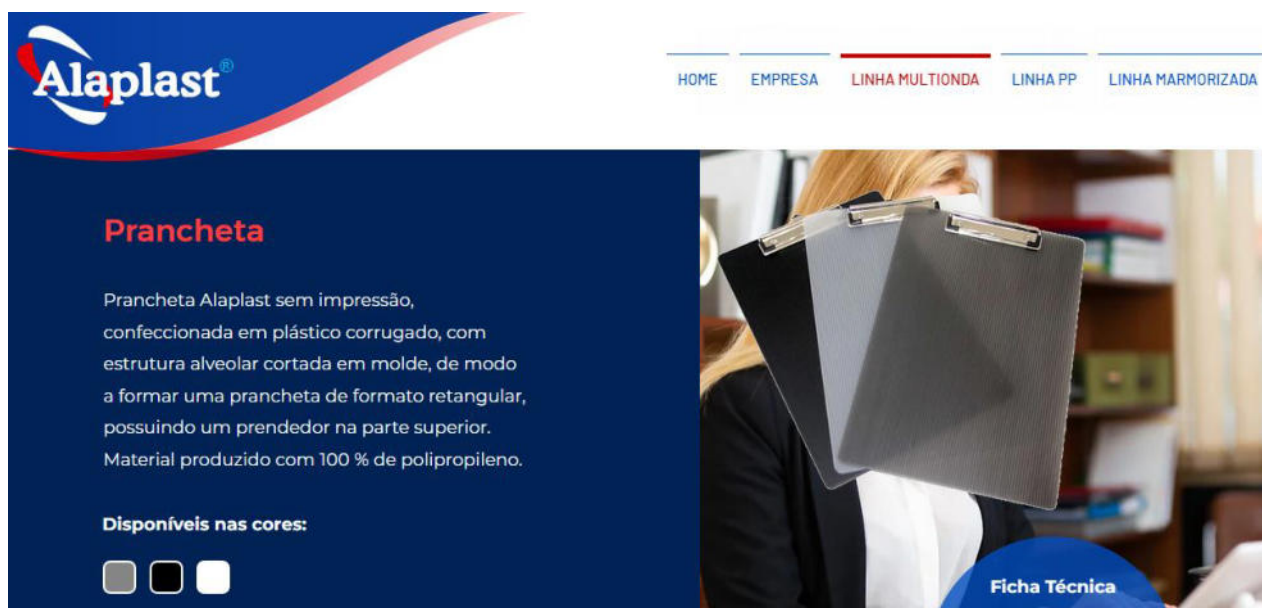 Alaplast®
HOME EMPRESA LINHA MULTIONDA LINHA PP LINHA MARMORIZADA
Prancheta
Prancheta Alaplast sem impressão,
confeccionada em plástico corrugado, com
estrutura alveolar cortada em molde, de modo
a formar uma prancheta de formato retangular,
possuindo um prendedor na parte superior.
Material produzido com 100 % de polipropileno.
Disponíveis nas cores:
Ficha Técnica